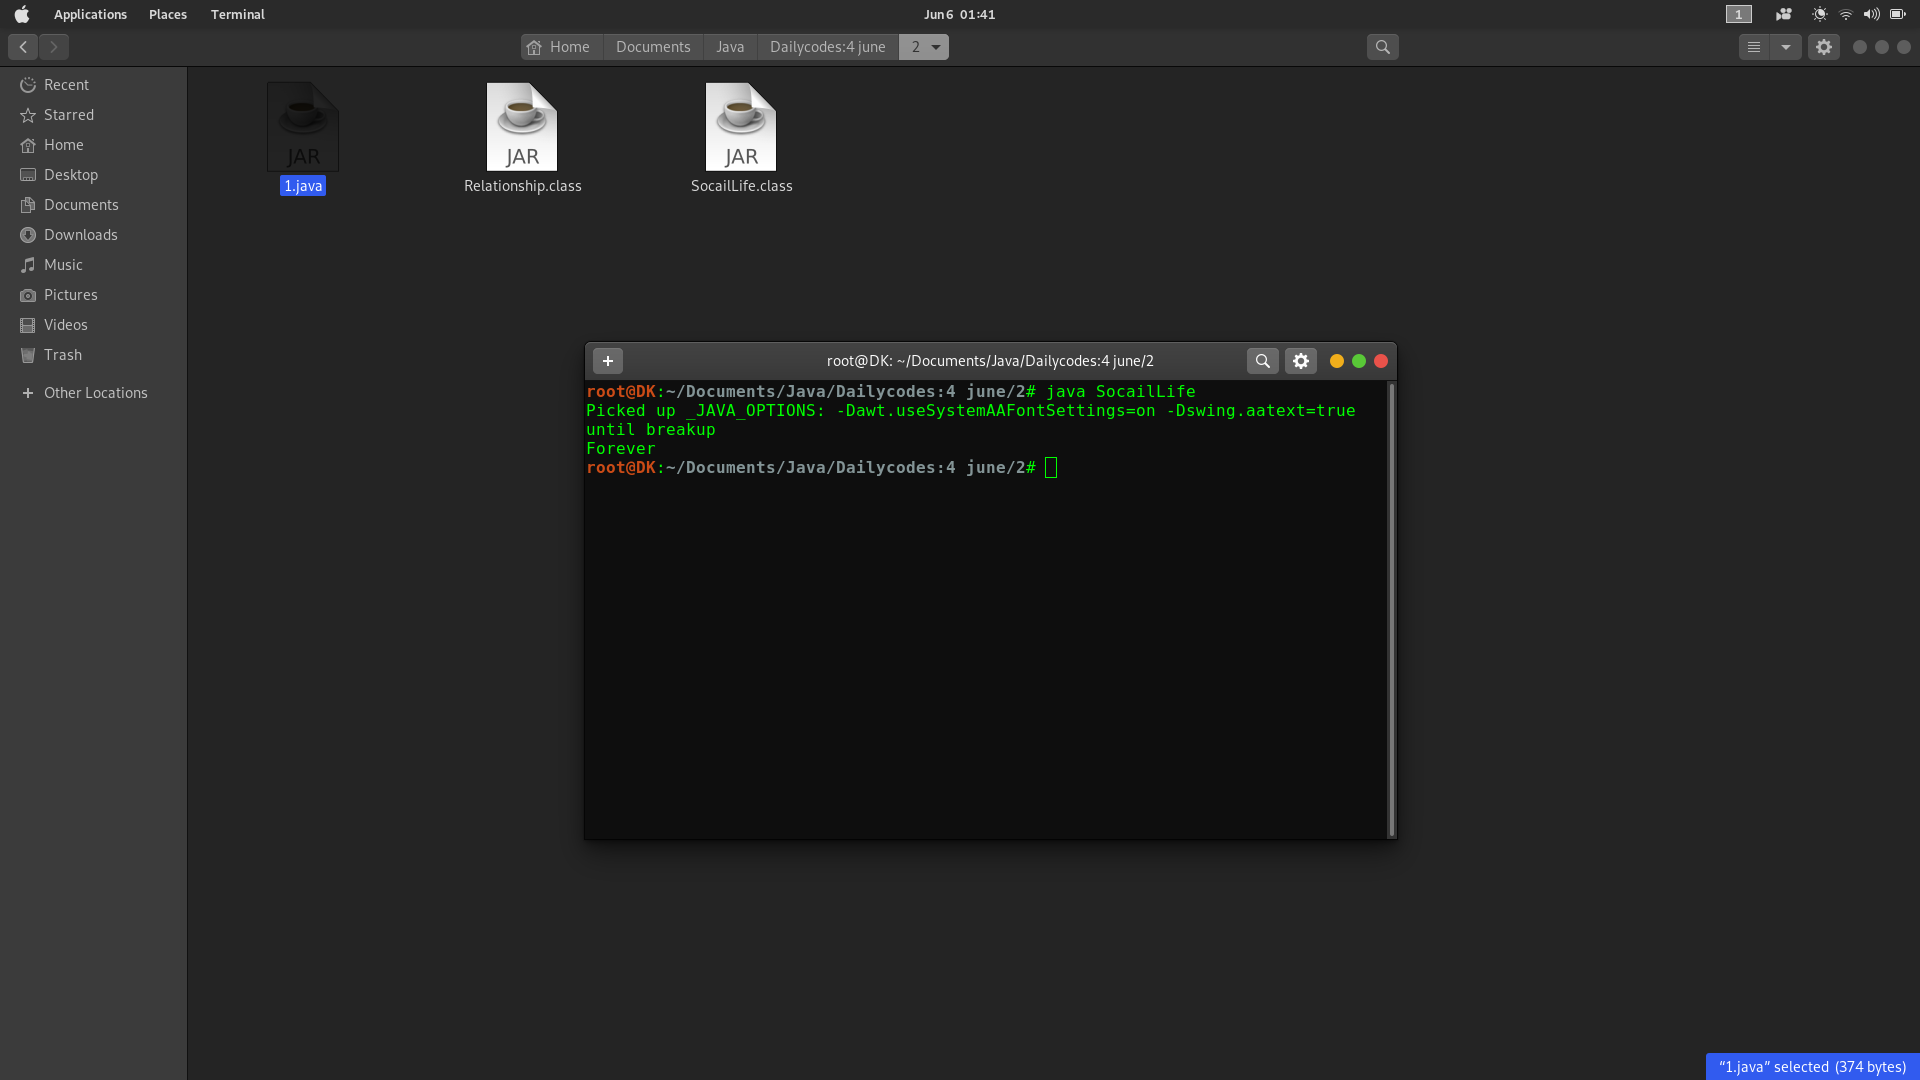 Applications Places Terminal Jun 6 01:41 1
Home Documents Java Dailycodes:4 june 2
Recent
Starred
Home
Desktop
Documents
Downloads
Music
Pictures
Videos
Trash
Other Locations
JAR JAR JAR
1.java Relationship.class SocailLife.class
root@DK: ~/Documents/Java/Dailycodes:4 june/2
root@DK:~/Documents/Java/Dailycodes:4 june/2# java SocailLife
Picked up _JAVA_OPTIONS: -Dawt.useSystemAAFontSettings=on -Dswing.aatext=true
until breakup
Forever
root@DK:~/Documents/Java/Dailycodes:4 june/2#
“1.java” selected (374 bytes)